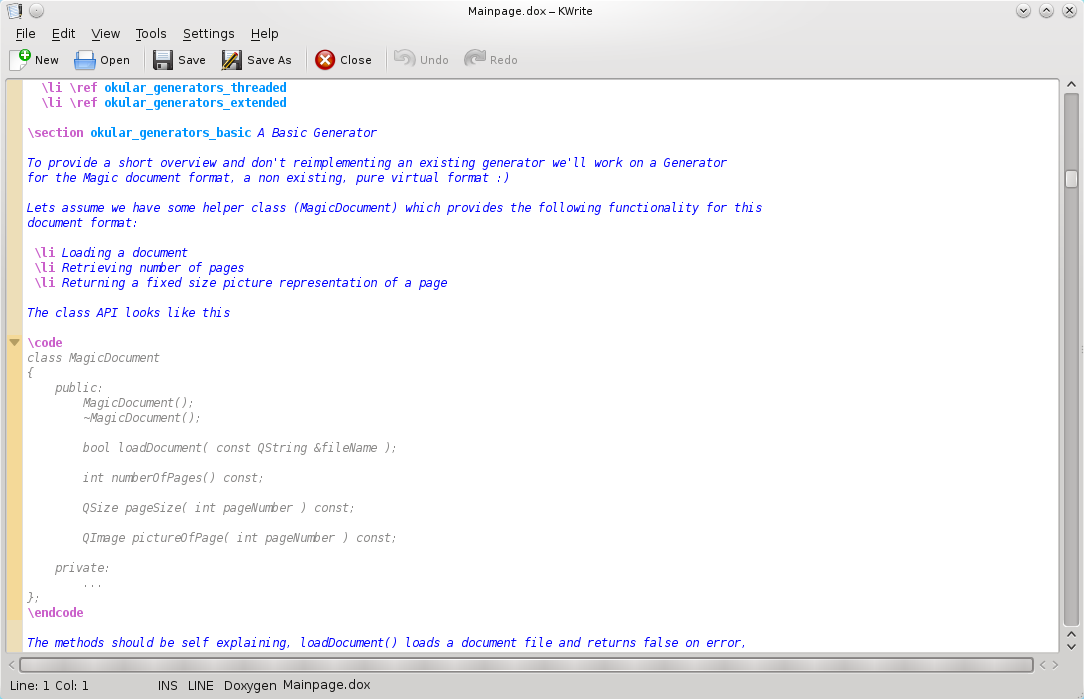 Mainpage.dox – KWrite
File Edit View Tools Settings Help
New Open Save Save As Close Undo Redo
\li \ref okular_generators_threaded
\li \ref okular_generators_extended
\section okular_generators_basic A Basic Generator
To provide a short overview and don't reimplementing an existing generator we'll work on a Generator
for the Magic document format, a non existing, pure virtual format :)
Lets assume we have some helper class (MagicDocument) which provides the following functionality for this
document format:
\li Loading a document
\li Retrieving number of pages
\li Returning a fixed size picture representation of a page
The class API looks like this
\code
class MagicDocument
{
public:
MagicDocument();
~MagicDocument();
bool loadDocument( const QString &fileName );
int numberOfPages() const;
QSize pageSize( int pageNumber ) const;
QImage pictureOfPage( int pageNumber ) const;
private:
...
};
\endcode
The methods should be self explaining, loadDocument() loads a document file and returns false on error,
Line: 1 Col: 1 INS LINE Doxygen Mainpage.dox